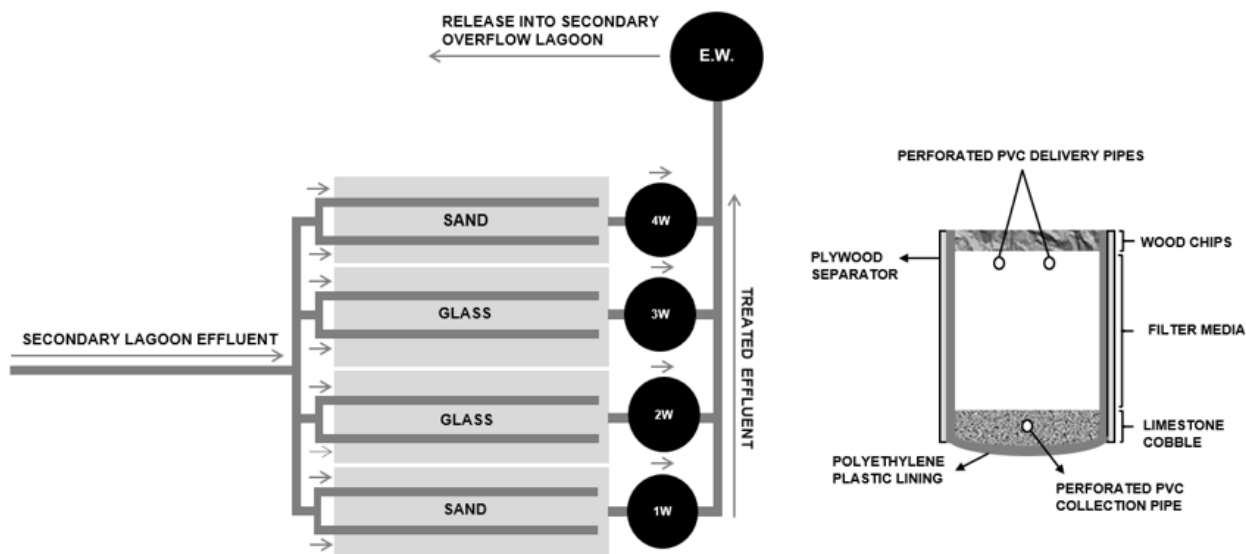 RELEASE INTO SECONDARY
OVERFLOW LAGOON
E.W.
SAND
4W
GLASS
3W
SECONDARY LAGOON EFFLUENT
GLASS
2W
SAND
1W
TREATED EFFLUENT
PERFORATED PVC DELIVERY PIPES
WOOD CHIPS
PLYWOOD
SEPARATOR
FILTER MEDIA
LIMESTONE
COBBLE
POLYETHYLENE
PLASTIC LINING
PERFORATED PVC
COLLECTION PIPE